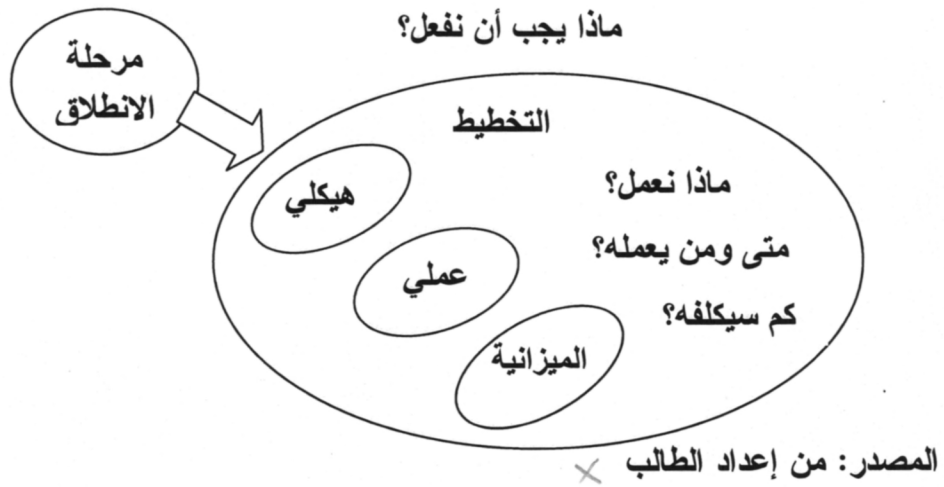 ماذا يجب أن نفعل؟
مرحلة
الانطلاق
التخطيط
ماذا نعمل؟
هيكلي
متى ومن يعمله؟
عملي
كم سيكلفه؟
الميزانية
المصدر: من إعداد الطالب